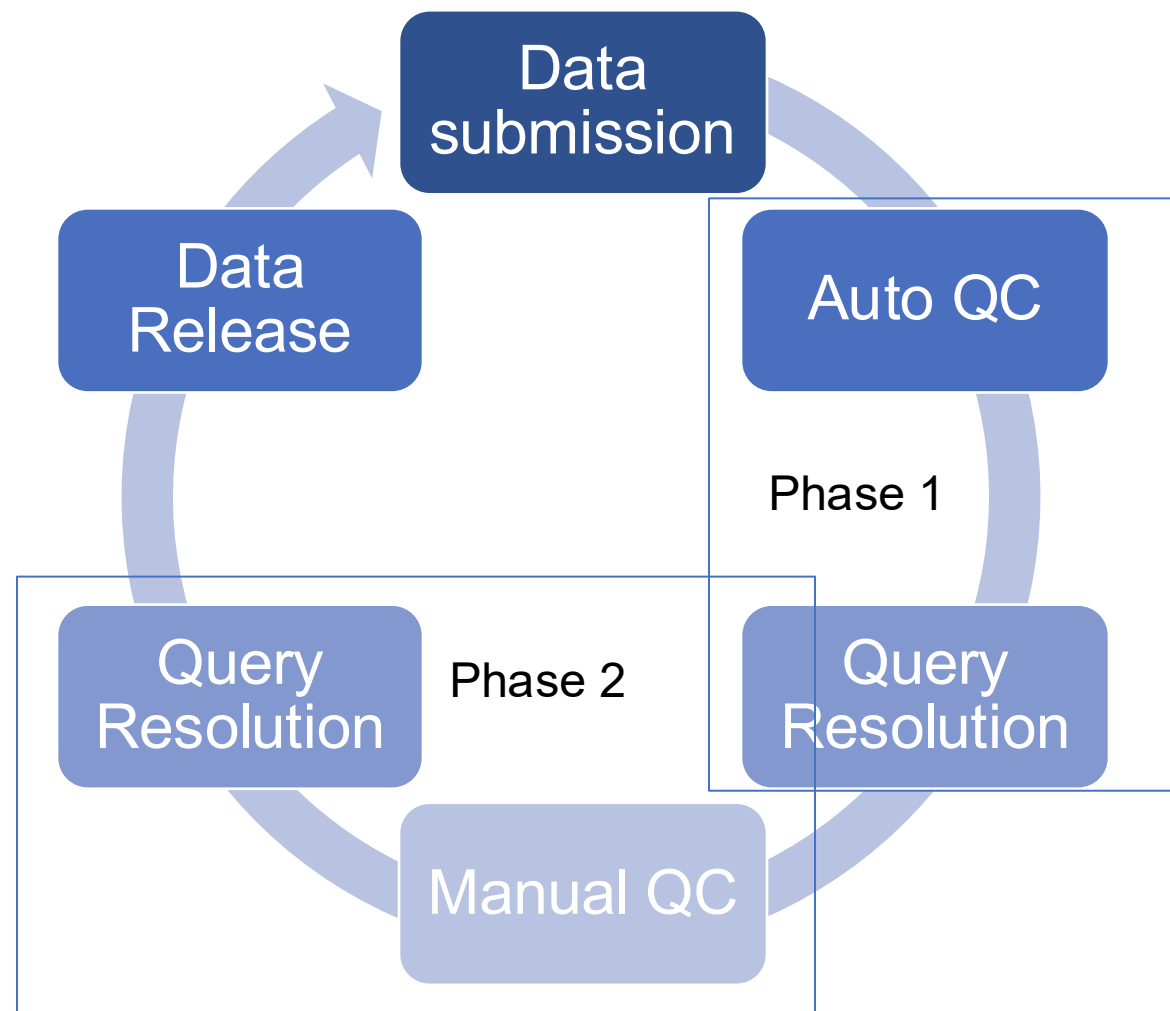 Data
submission
Auto QC
Phase 1
Query
Resolution
Manual QC
Phase 2
Query
Resolution
Data
Release